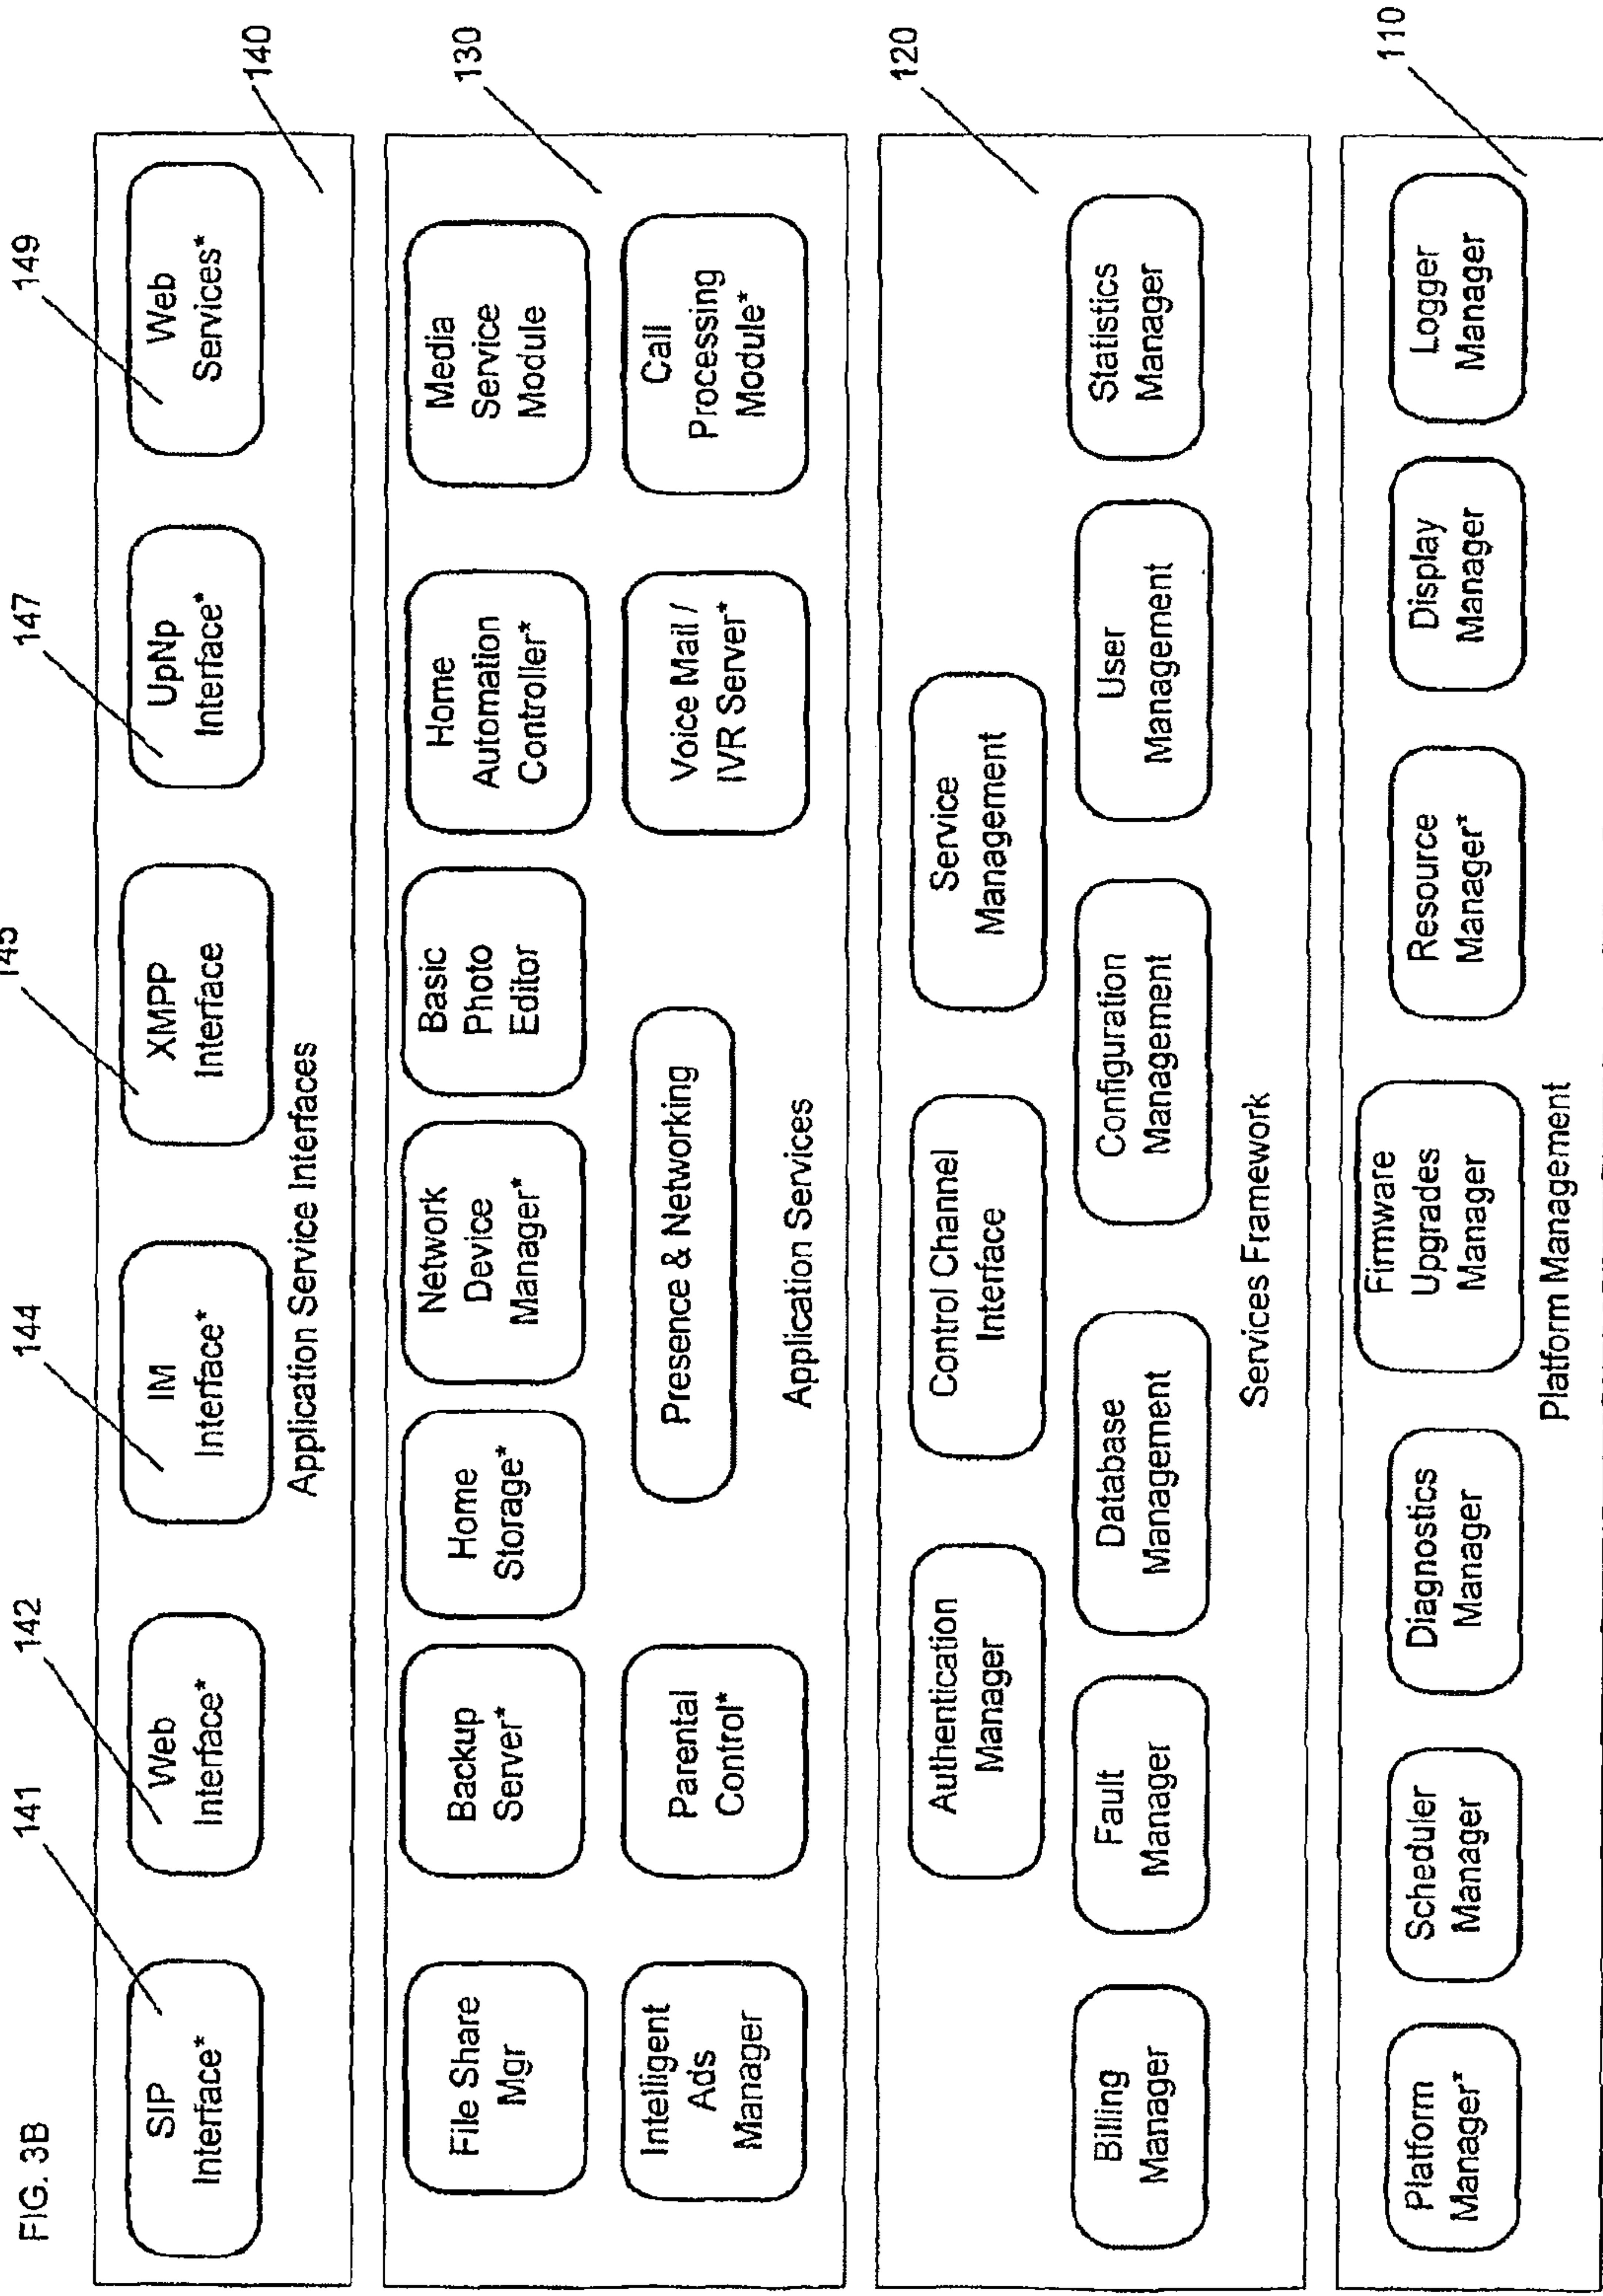 FIG. 3B
141
142
144
145
147
149
SIP
Interface*
Web
Interface*
IM
Interface*
XMPP
Interface
UpNp
Interface*
Web
Services*
140
Application Service Interfaces
File Share
Mgr
Backup
Server*
Home
Storage*
Network
Device
Manager*
Basic
Photo
Editor
Home
Automation
Controller*
Media
Service
Module
130
Intelligent
Ads
Manager
Parental
Control*
Presence & Networking
Voice Mail /
IVR Server*
Call
Processing
Module*
Application Services
Authentication
Manager
Control Channel
Interface
Service
Management
120
Billing
Manager
Fault
Manager
Database
Management
Configuration
Management
User
Management
Statistics
Manager
Services Framework
Platform
Manager*
Scheduler
Manager
Diagnostics
Manager
Firmware
Upgrades
Manager
Resource
Manager*
Display
Manager
Logger
Manager
110
Platform Management